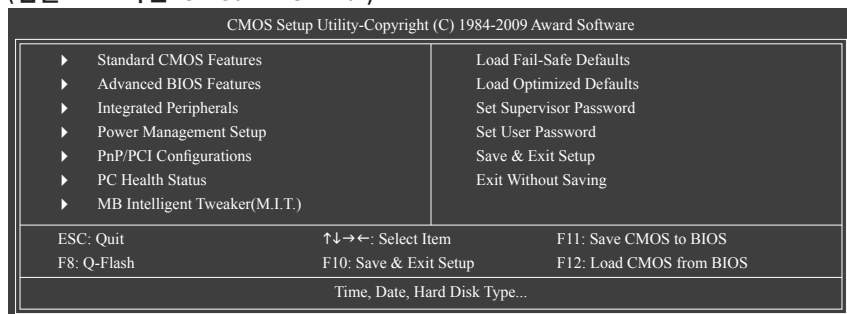 CMOS Setup Utility-Copyright (C) 1984-2009 Award Software
Standard CMOS Features
Advanced BIOS Features
Integrated Peripherals
Power Management Setup
PnP/PCI Configurations
PC Health Status
MB Intelligent Tweaker(M.I.T.)
Load Fail-Safe Defaults
Load Optimized Defaults
Set Supervisor Password
Set User Password
Save & Exit Setup
Exit Without Saving
ESC: Quit ↑↓→←: Select Item F11: Save CMOS to BIOS
F8: Q-Flash F10: Save & Exit Setup F12: Load CMOS from BIOS
Time, Date, Hard Disk Type...